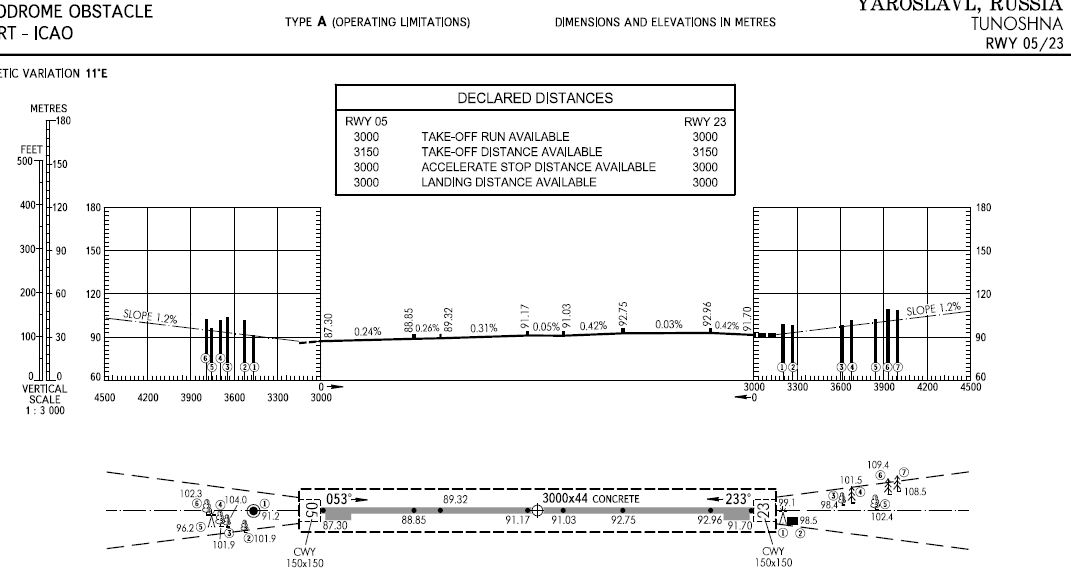 ODROME OBSTACLE
RT - ICAO
TYPE A (OPERATING LIMITATIONS)
DIMENSIONS AND ELEVATIONS IN METRES
YAROSLAVL, RUSSIA
TUNOSHNA
RWY 05/23
ETIC VARIATION 11°E
DECLARED DISTANCES
RWY 05 RWY 23
3000 TAKE-OFF RUN AVAILABLE 3000
3150 TAKE-OFF DISTANCE AVAILABLE 3150
3000 ACCELERATE STOP DISTANCE AVAILABLE 3000
3000 LANDING DISTANCE AVAILABLE 3000
METRES
180
FEET
500 150
400 120
300 90
200 60
100 30
0 0
VERTICAL
SCALE
1 : 3 000
180
150
120
90
60
SLOPE 1.2%
6 5 4 3 2 1
4500 4200 3900 3600 3300 3000
0
87.30 88.85 89.32 91.17 91.03 92.75 92.96 91.70
0.24% 0.26% 0.31% 0.05% 0.42% 0.03% 0.42%
180
150
120
90
60
SLOPE 1.2%
1 2 3 4 5 6 7
3000 3300 3600 3900 4200 4500
0
102.3
6 4 104.0 1
91.2
96.2 5 3 2
101.9 101.9
053° 89.32 3000x44 CONCRETE 233°
05 23
87.30 88.85 91.17 91.03 92.75 92.96 91.70
CWY
150x150
CWY
150x150
99.1
98.5
1 2
109.4
6 7
101.5
3 4 108.5
98.4 5
102.4